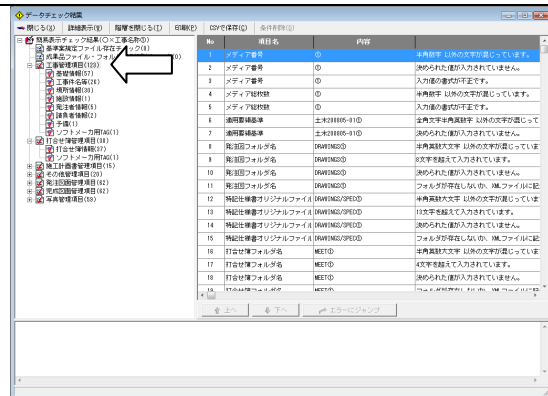 データチェック結果
閉じる(X) 詳細表示(V) 階層を閉じる(T) 印刷(P) CSVで保存(C) 条件削除(D)
簡易表示チェック結果(〇×工事名称①)
基準案規定ファイル存在チェック(0)
工事管理項目(123)
基礎情報(57)
工事件名等(26)
場所情報(30)
施設情報(1)
発注者情報(5)
請負者情報(2)
予備(1)
ソフトメーカ用TAG(1)
打合せ簿管理項目(38)
打合せ簿情報(37)
ソフトメーカ用TAG(1)
施工計画書管理項目(15)
その他管理項目(20)
発注図面管理項目(62)
完成図面管理項目(62)
写真管理項目(59)
No 項目名 内容
1 メディア番号 ① 半角数字 以外の文字が混じっています。
2 メディア番号 ① 決められた値が入力されていません。
3 メディア番号 ① 入力値の書式が不正です。
4 メディア総枚数 ① 半角数字 以外の文字が混じっています。
5 メディア総枚数 ① 入力値の書式が不正です。
6 適用要領基準 土木200805-01① 全角文字半角英数字 以外の文字が混じって
7 適用要領基準 土木200805-01① 決められた値が入力されていません。
8 発注図フォルダ名 DRAWINGS① 半角英数大文字 以外の文字が混じっていま
9 発注図フォルダ名 DRAWINGS① 8文字を超えて入力されています。
10 発注図フォルダ名 DRAWINGS① 決められた値が入力されていません。
11 発注図フォルダ名 DRAWINGS① フォルダが存在しないか、XMLファイルに記
12 特記仕様書オリジナルファイル DRAWINGS/SPEC① 半角英数大文字 以外の文字が混じっていま
13 特記仕様書オリジナルファイル DRAWINGS/SPEC① 13文字を超えて入力されています。
14 特記仕様書オリジナルファイル DRAWINGS/SPEC① 決められた値が入力されていません。
15 特記仕様書オリジナルファイル DRAWINGS/SPEC① フォルダが存在しないか、XMLファイルに記
16 打合せ簿フォルダ名 MEET① 半角英数大文字 以外の文字が混じっていま
17 打合せ簿フォルダ名 MEET① 4文字を超えて入力されています。
18 打合せ簿フォルダ名 MEET① 決められた値が入力されていません。
上へ 下へ エラーにジャンプ